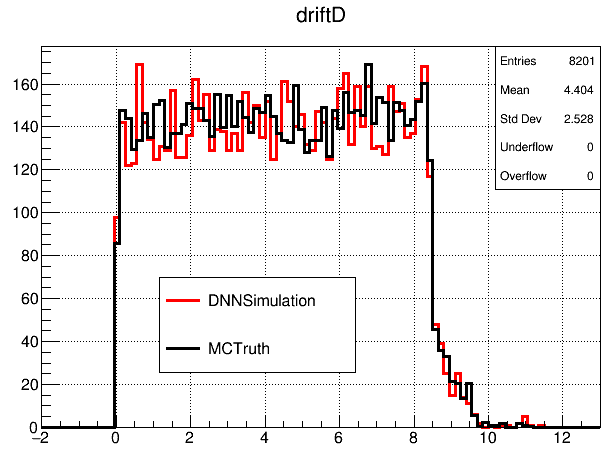 driftD
Entries 8201
Mean 4.404
Std Dev 2.528
Underflow 0
Overflow 0
160
140
120
100
80
60
40
20
0
DNNSimulation
MCTruth
−2 0 2 4 6 8 10 12